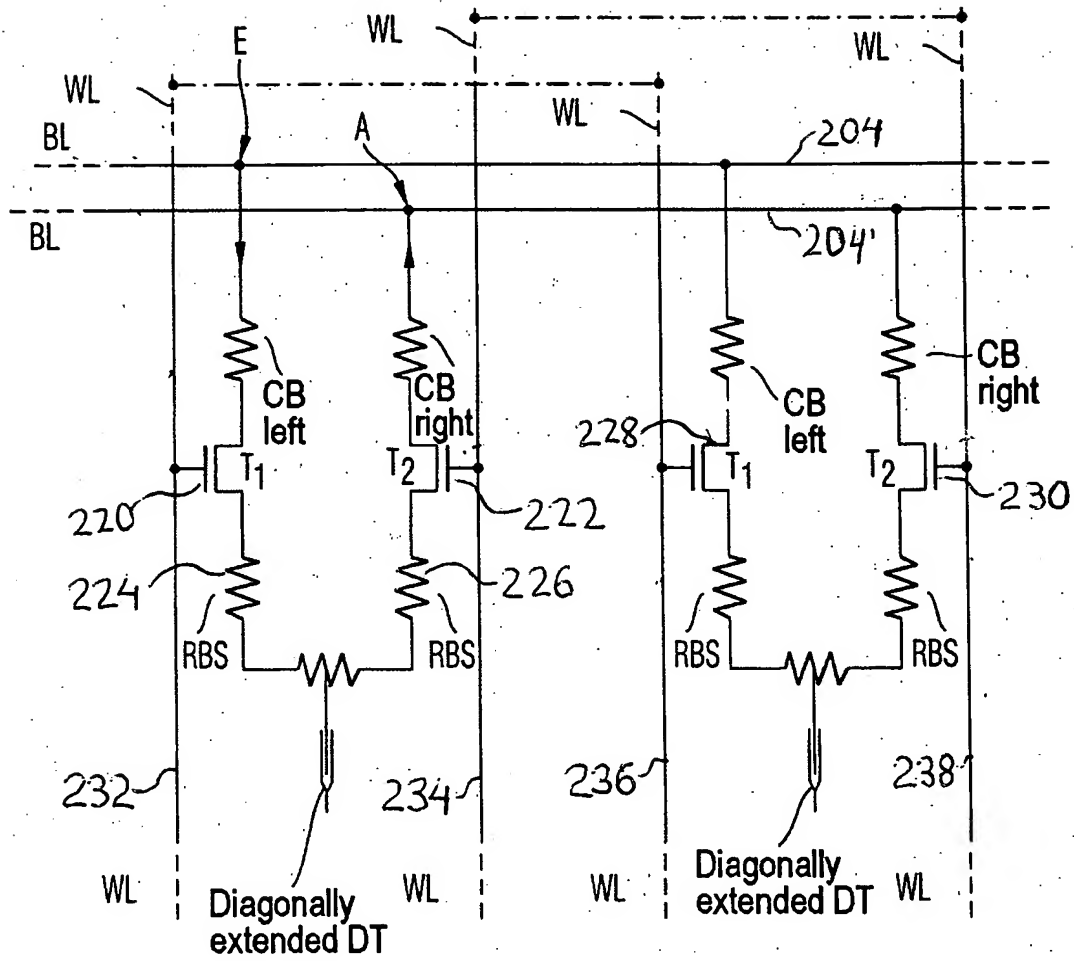 WL
WL
E
WL
WL
A
BL
204
BL
204'
CB
left
CB
right
CB
left
CB
right
228
T1
T2
T1
T2
220
222
230
224
226
RBS
RBS
RBS
RBS
232
234
236
238
Diagonally
extended DT
Diagonally
extended DT
WL
WL
WL
WL